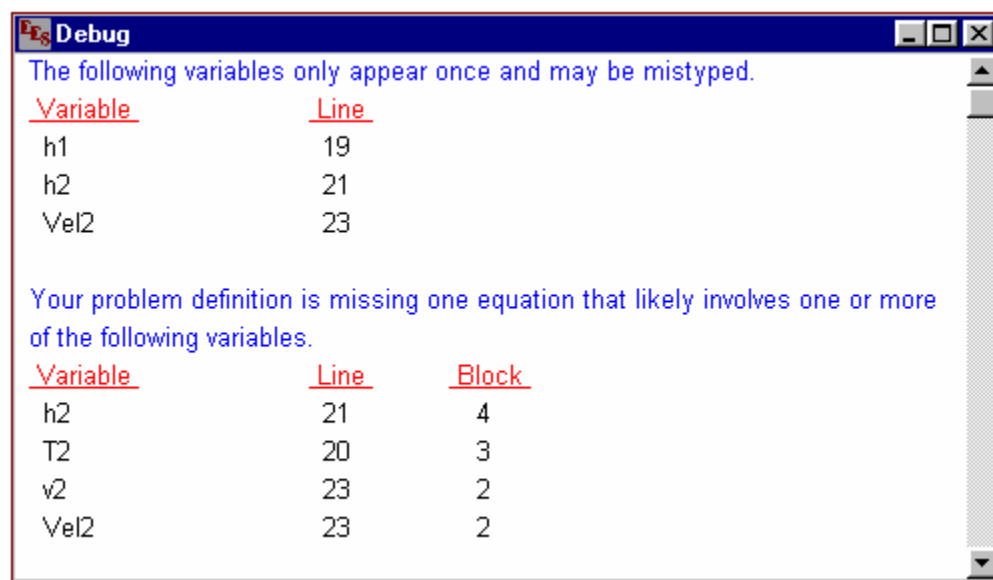 EES Debug
The following variables only appear once and may be mistyped.
Variable Line
h1 19
h2 21
Vel2 23
Your problem definition is missing one equation that likely involves one or more
of the following variables.
Variable Line Block
h2 21 4
T2 20 3
v2 23 2
Vel2 23 2